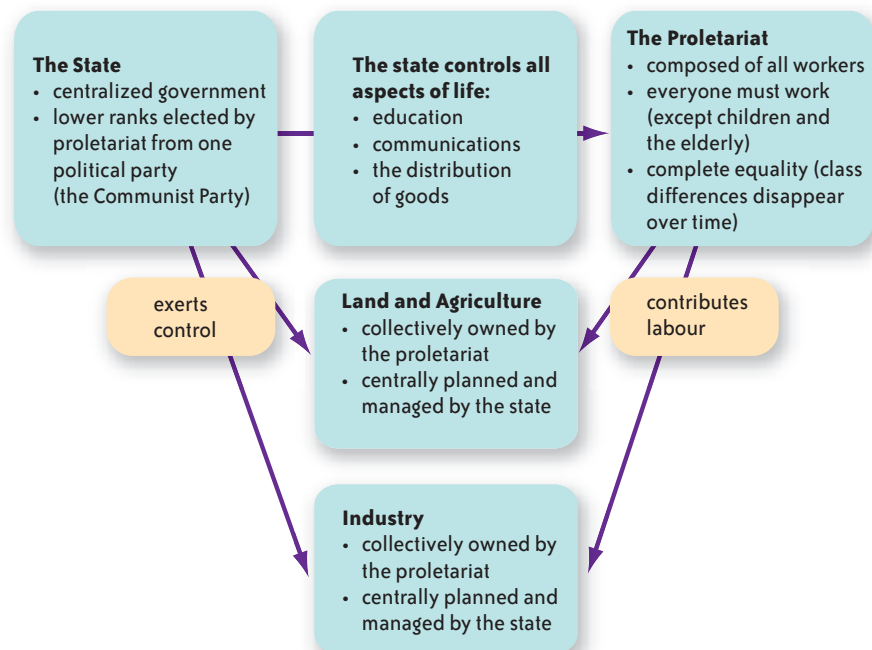 The State
• centralized government
• lower ranks elected by
proletariat from one
political party
(the Communist Party)
The state controls all
aspects of life:
• education
• communications
• the distribution
of goods
The Proletariat
• composed of all workers
• everyone must work
(except children and
the elderly)
• complete equality (class
differences disappear
over time)
exerts
control
Land and Agriculture
• collectively owned by
the proletariat
• centrally planned and
managed by the state
contributes
labour
Industry
• collectively owned by
the proletariat
• centrally planned and
managed by the state